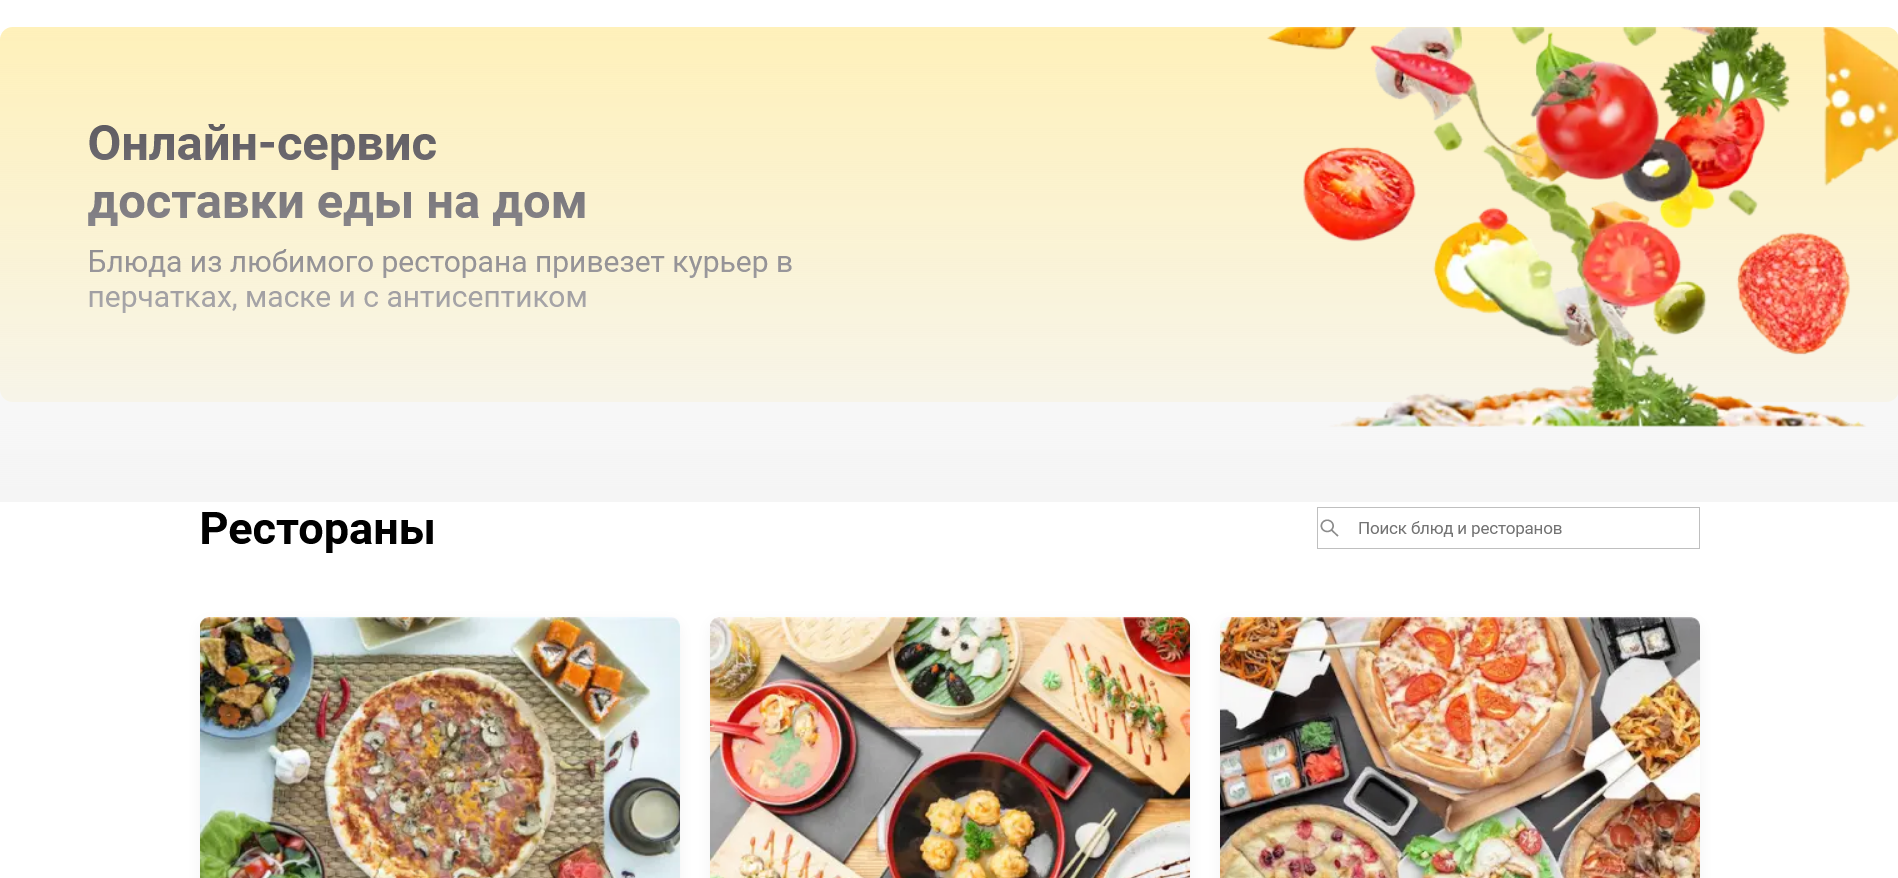 Онлайн-сервис
доставки еды на дом
Блюда из любимого ресторана привезет курьер в
перчатках, маске и с антисептиком
Рестораны
Поиск блюд и ресторанов